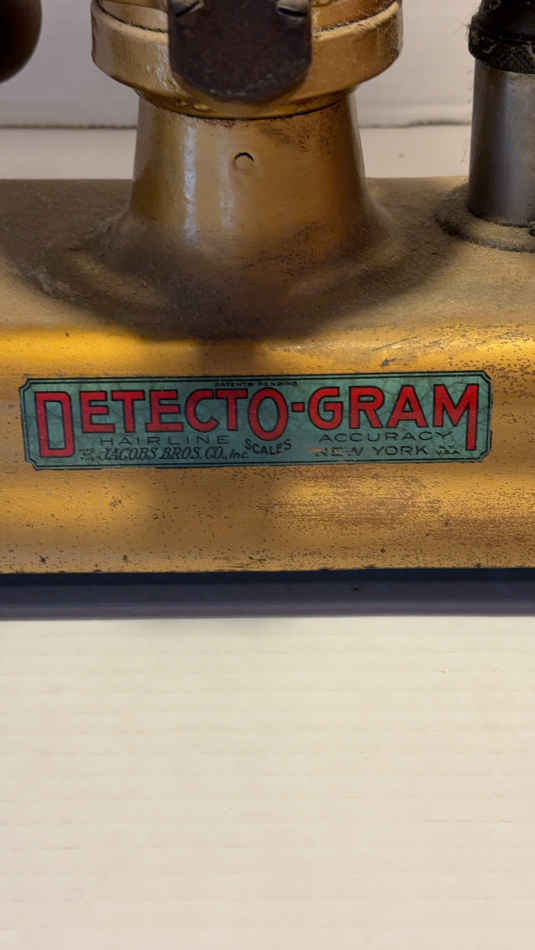 PATENTS PENDING
DETECTO-GRAM
HAIRLINE SCALES ACCURACY
JACOBS BROS. CO., Inc. NEW YORK U.S.A.